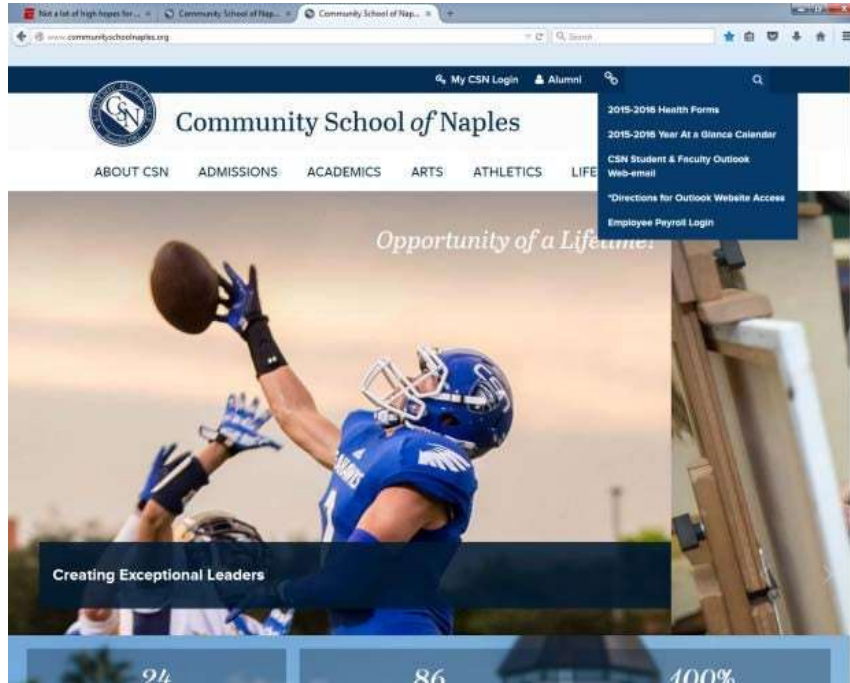 Not a lot of high hopes for ...
Community School of Nap...
Community School of Nap...
www.communityschoolnaples.org
Search
My CSN Login
Alumni
CSN
Community School of Naples
2015-2016 Health Forms
2015-2016 Year At a Glance Calendar
CSN Student & Faculty Outlook
Web-email
*Directions for Outlook Website Access
Employee Payroll Login
ABOUT CSN
ADMISSIONS
ACADEMICS
ARTS
ATHLETICS
LIFE
Opportunity of a Lifetime!
Creating Exceptional Leaders
24
86
100%